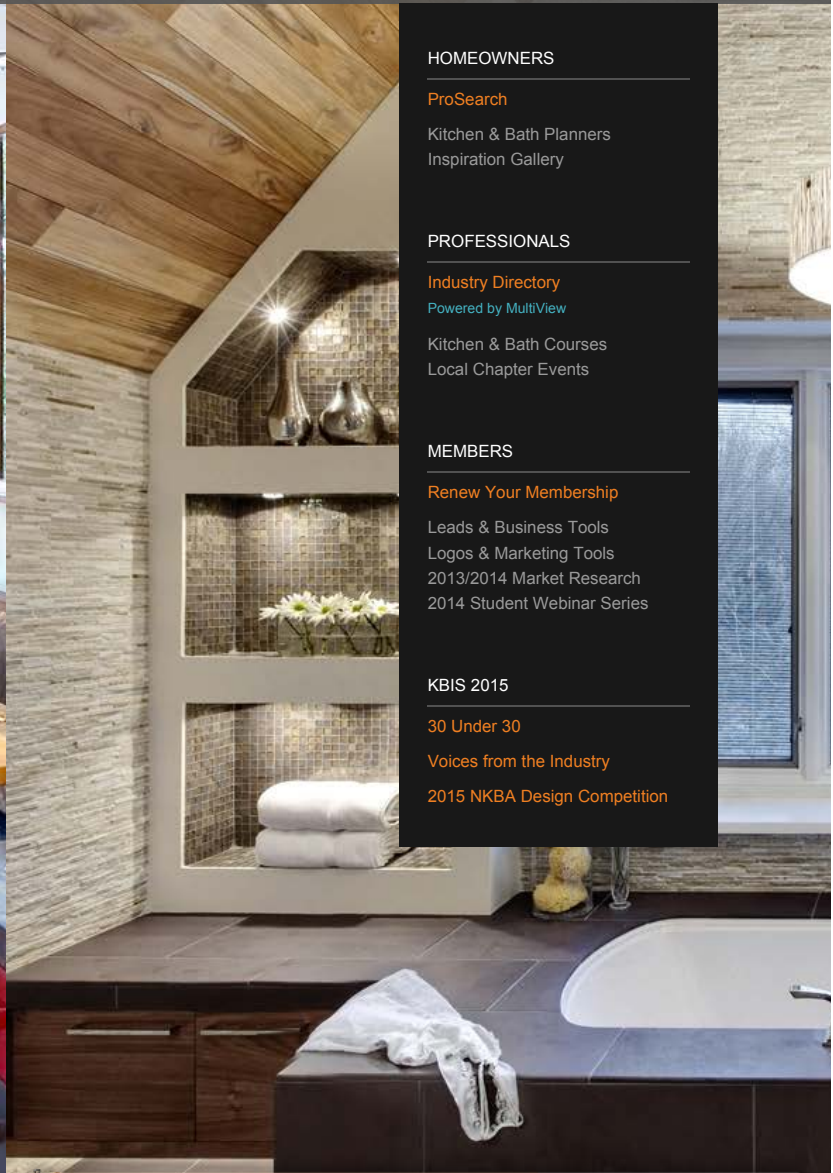 HOMEOWNERS
ProSearch
Kitchen & Bath Planners
Inspiration Gallery
PROFESSIONALS
Industry Directory
Powered by MultiView
Kitchen & Bath Courses
Local Chapter Events
MEMBERS
Renew Your Membership
Leads & Business Tools
Logos & Marketing Tools
2013/2014 Market Research
2014 Student Webinar Series
KBIS 2015
30 Under 30
Voices from the Industry
2015 NKBA Design Competition